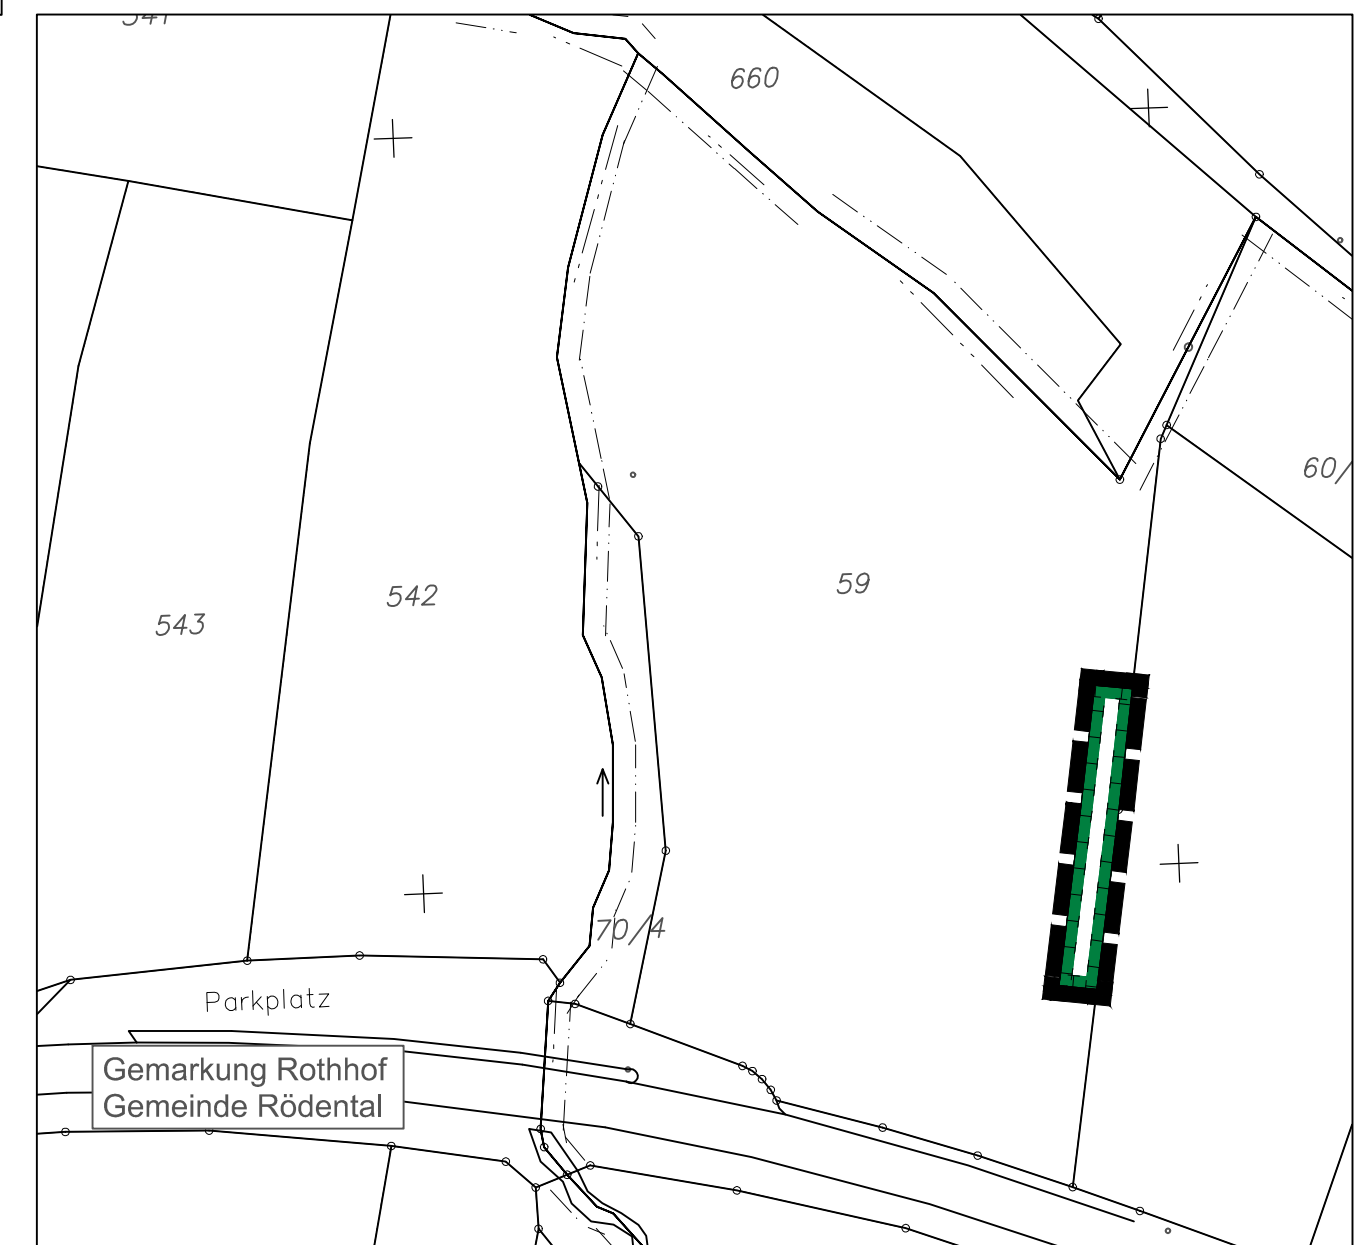 660
60/
59
542
543
70/4
Parkplatz
Gemarkung Rothhof
Gemeinde Rödental